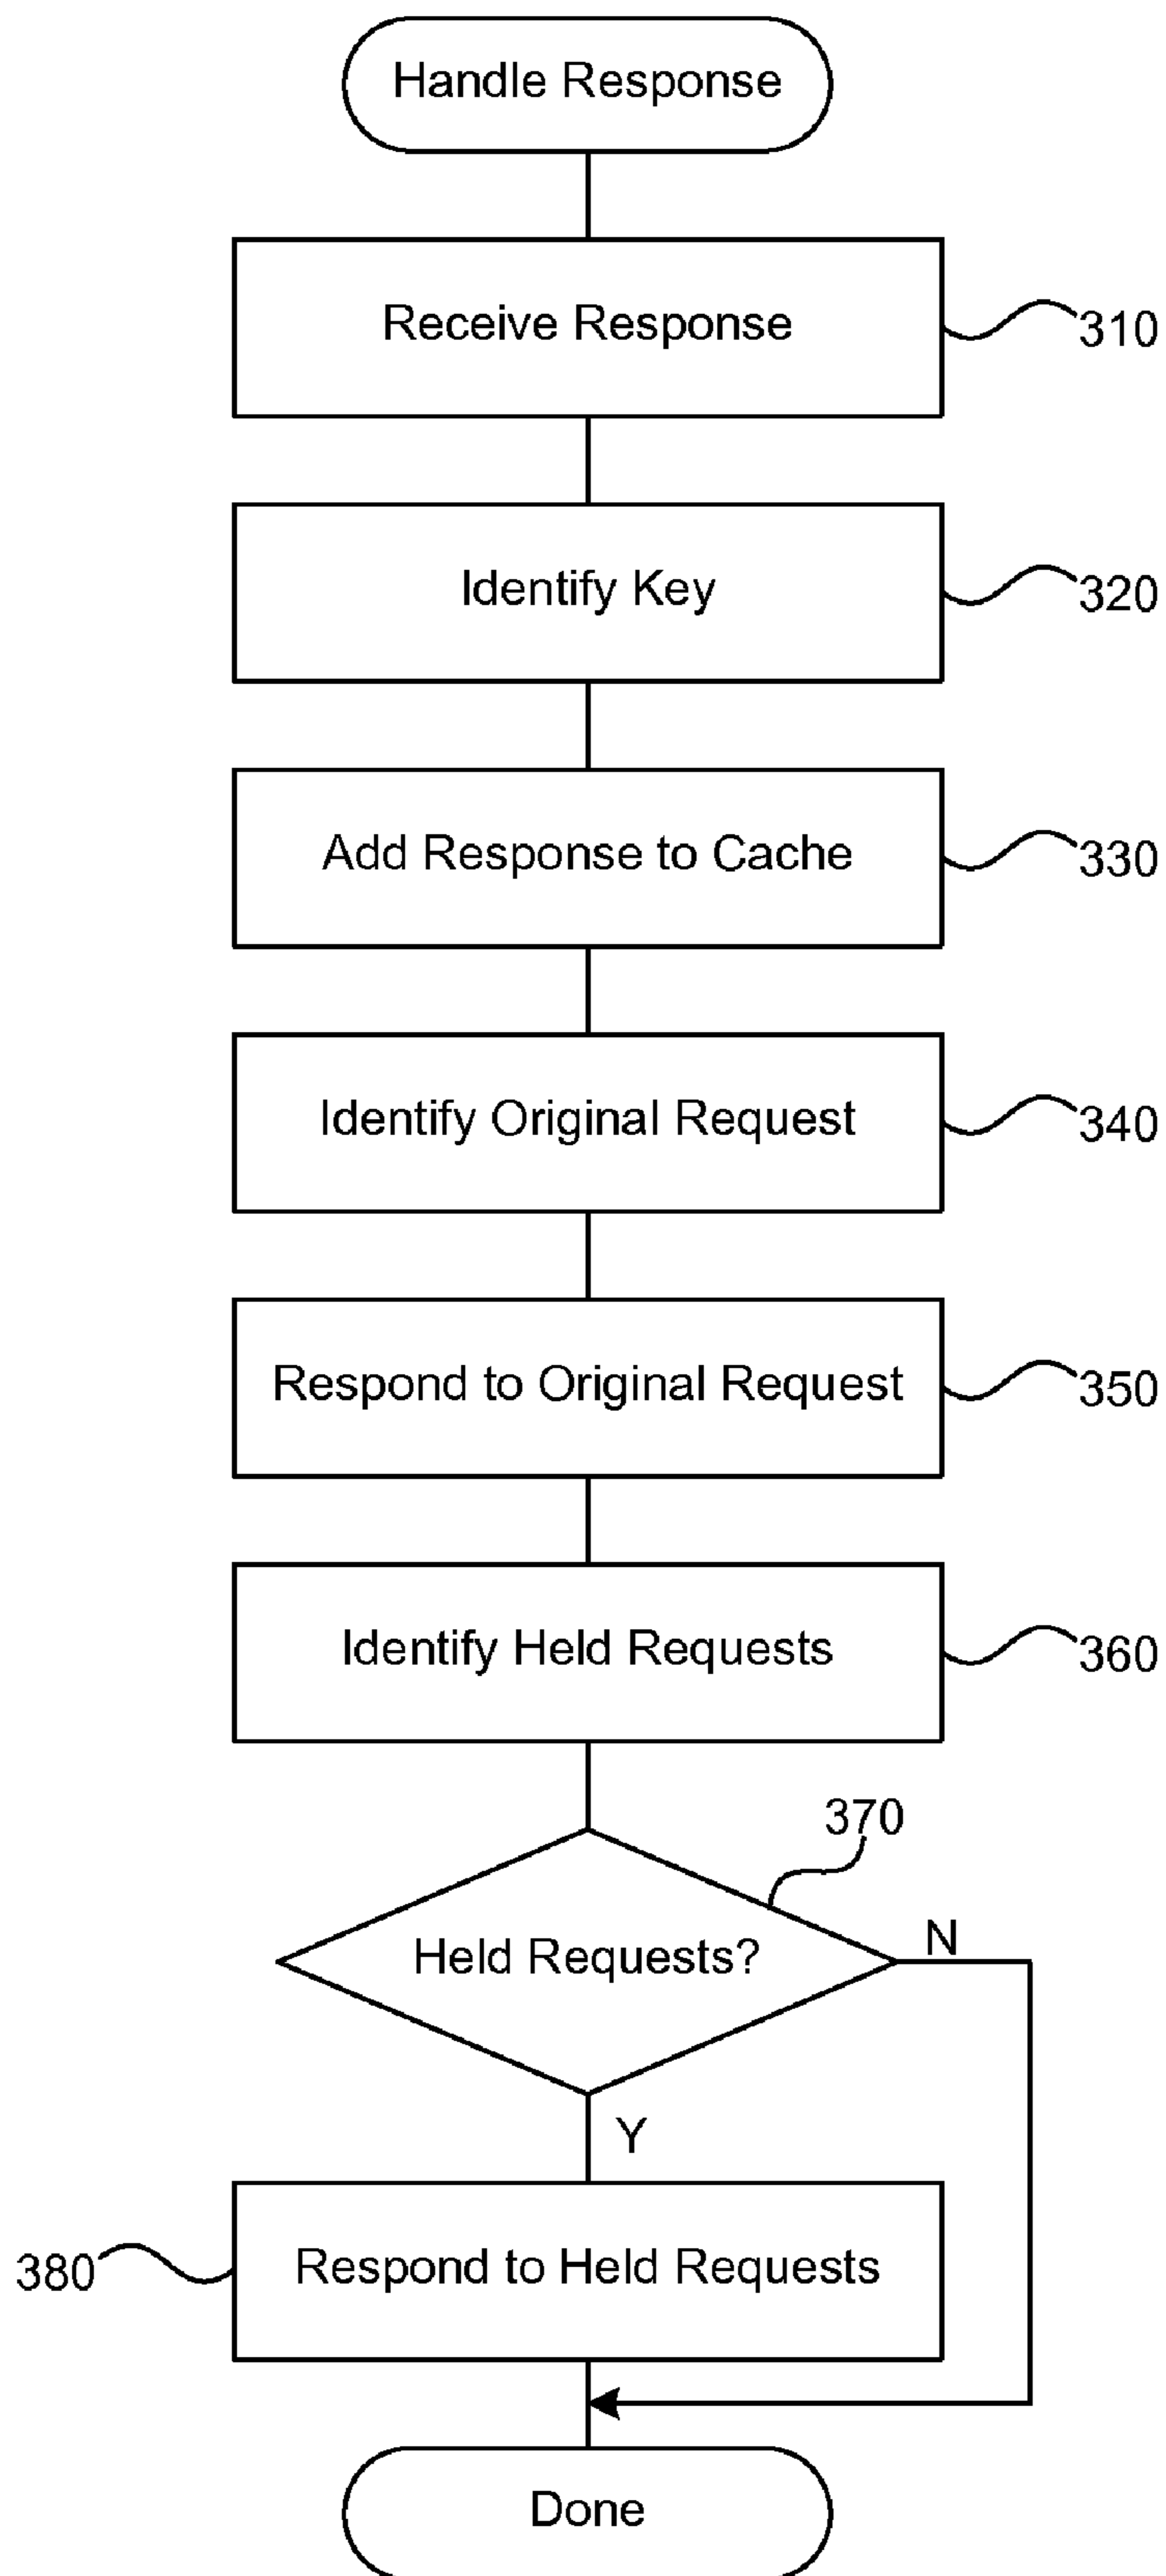 Handle Response
Receive Response
310
Identify Key
320
Add Response to Cache
330
Identify Original Request
340
Respond to Original Request
350
Identify Held Requests
360
370
Held Requests?
N
Y
380
Respond to Held Requests
Done